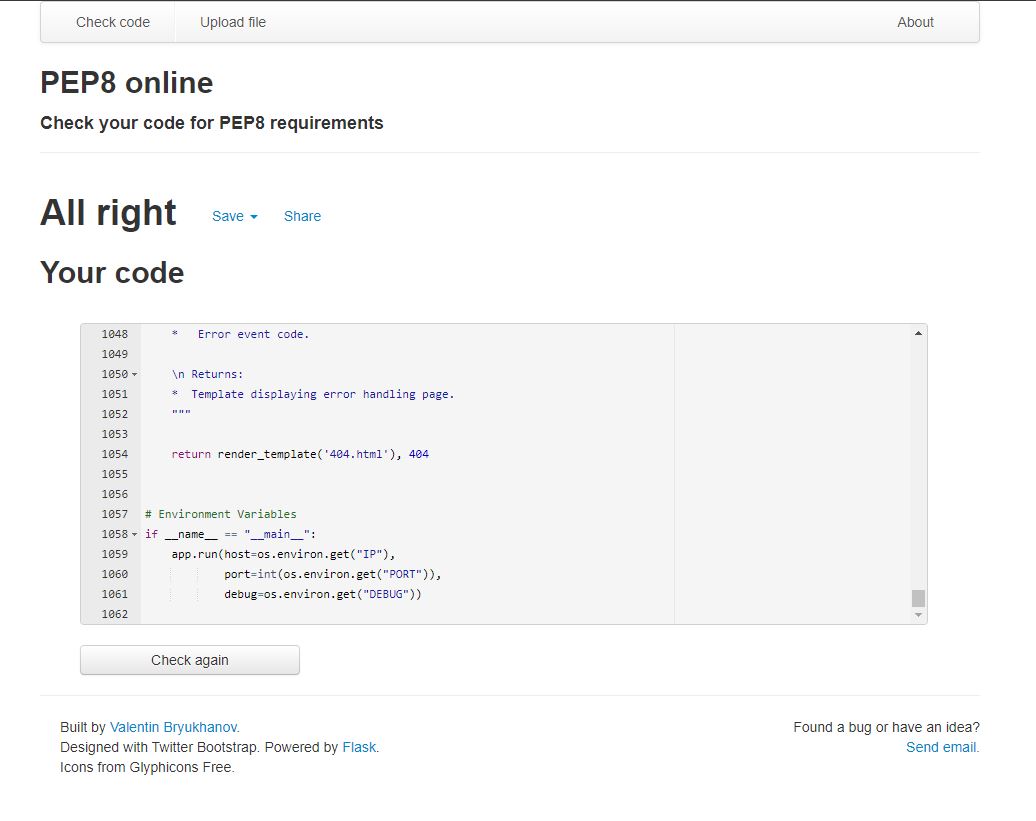 Check code Upload file About
PEP8 online
Check your code for PEP8 requirements
All right Save Share
Your code
1048 * Error event code.
1049
1050 \n Returns:
1051 * Template displaying error handling page.
1052 """
1053
1054 return render_template('404.html'), 404
1055
1056
1057 # Environment Variables
1058 if __name__ == "__main__":
1059 app.run(host=os.environ.get("IP"),
1060 port=int(os.environ.get("PORT")),
1061 debug=os.environ.get("DEBUG"))
1062
Check again
Built by Valentin Bryukhanov. Found a bug or have an idea?
Designed with Twitter Bootstrap. Powered by Flask. Send email.
Icons from Glyphicons Free.